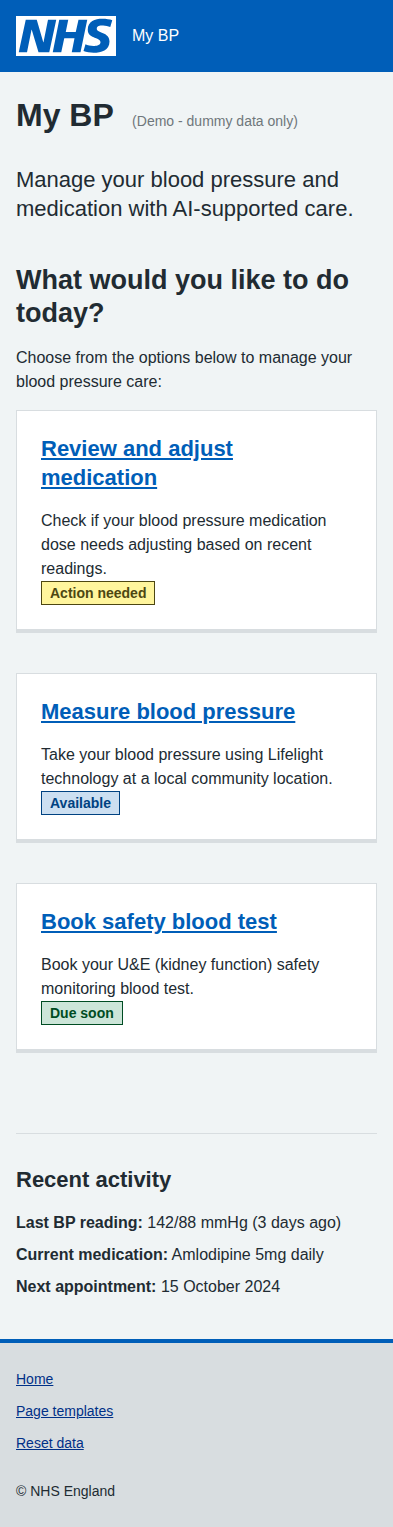 NHS My BP
My BP (Demo - dummy data only)
Manage your blood pressure and
medication with AI-supported care.
What would you like to do
today?
Choose from the options below to manage your
blood pressure care:
Review and adjust
medication
Check if your blood pressure medication
dose needs adjusting based on recent
readings.
Action needed
Measure blood pressure
Take your blood pressure using Lifelight
technology at a local community location.
Available
Book safety blood test
Book your U&E (kidney function) safety
monitoring blood test.
Due soon
Recent activity
Last BP reading: 142/88 mmHg (3 days ago)
Current medication: Amlodipine 5mg daily
Next appointment: 15 October 2024
Home
Page templates
Reset data
© NHS England